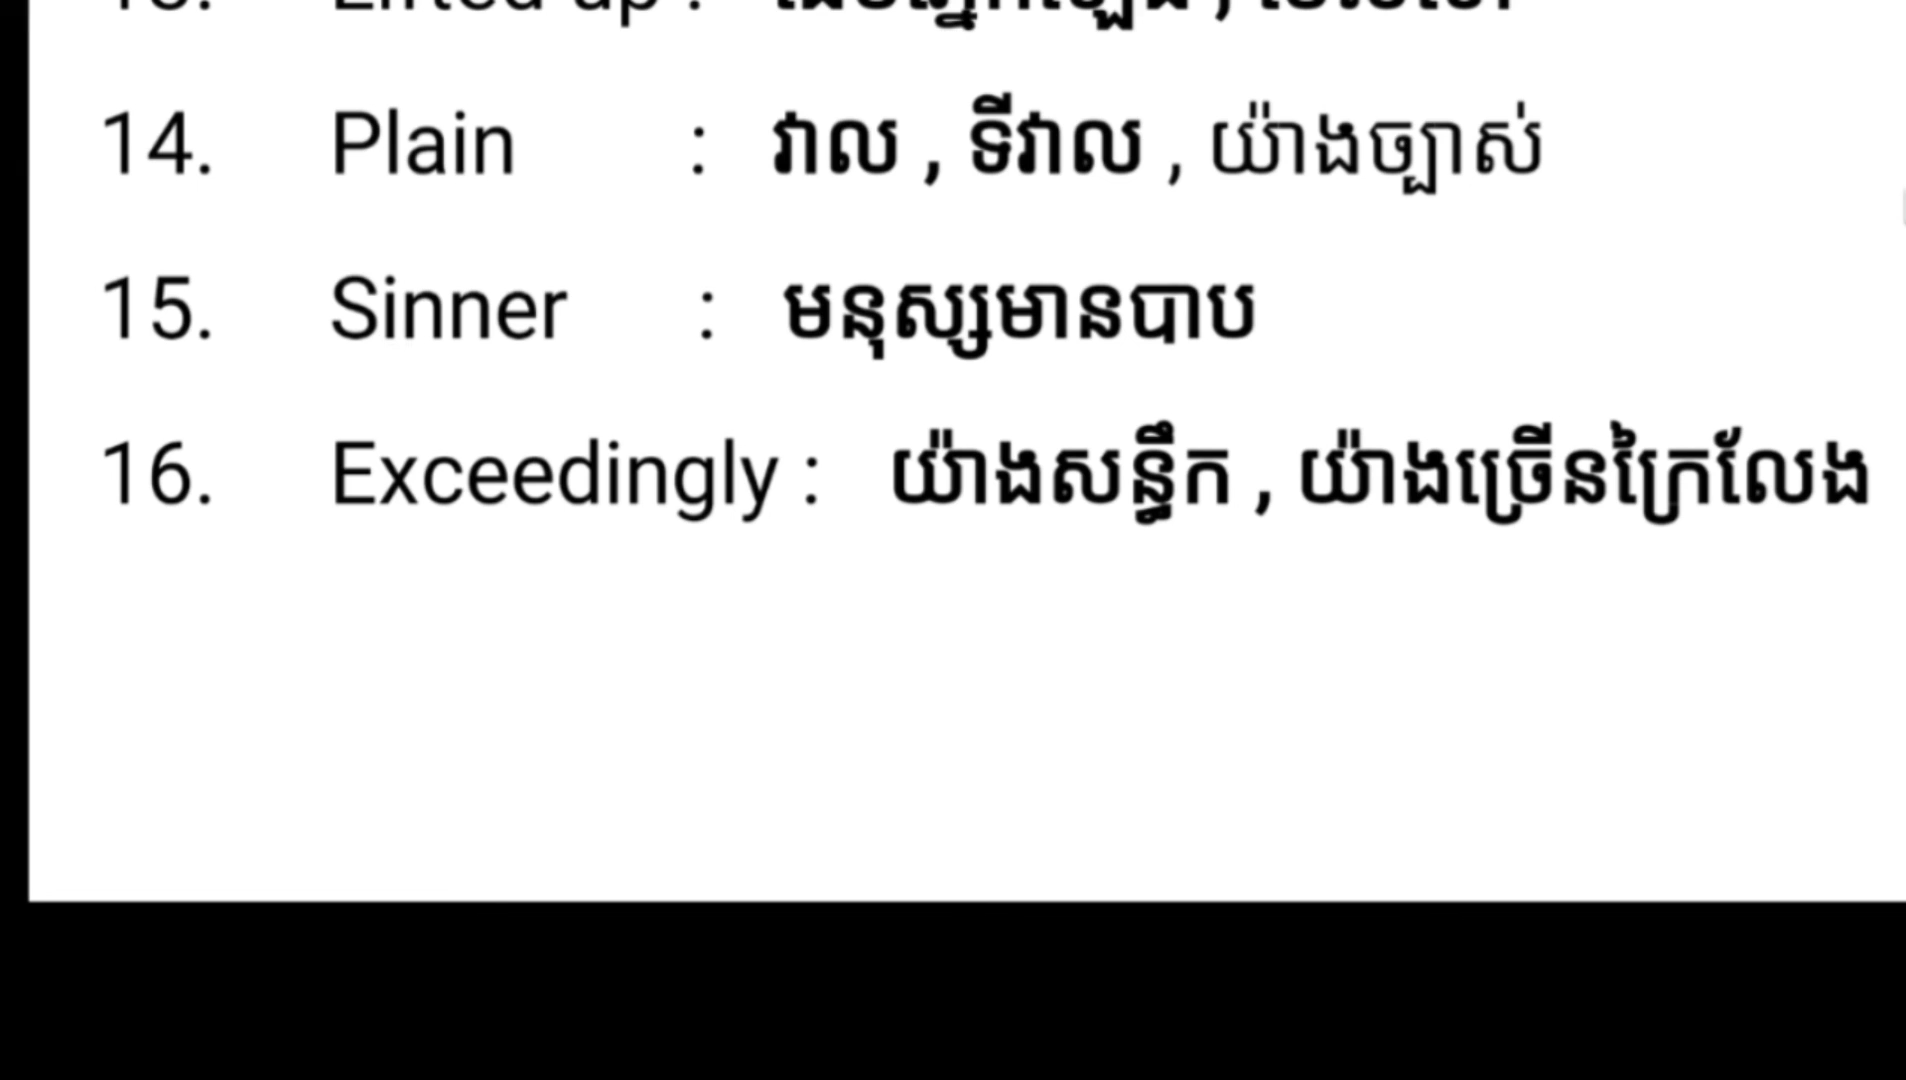 Lifted up :
14. Plain : វាល , ទីវាល , យ៉ាងច្បាស់
15. Sinner : មនុស្សមានបាប
16. Exceedingly : យ៉ាងសន្ធឹក , យ៉ាងច្រើនក្រៃលែង